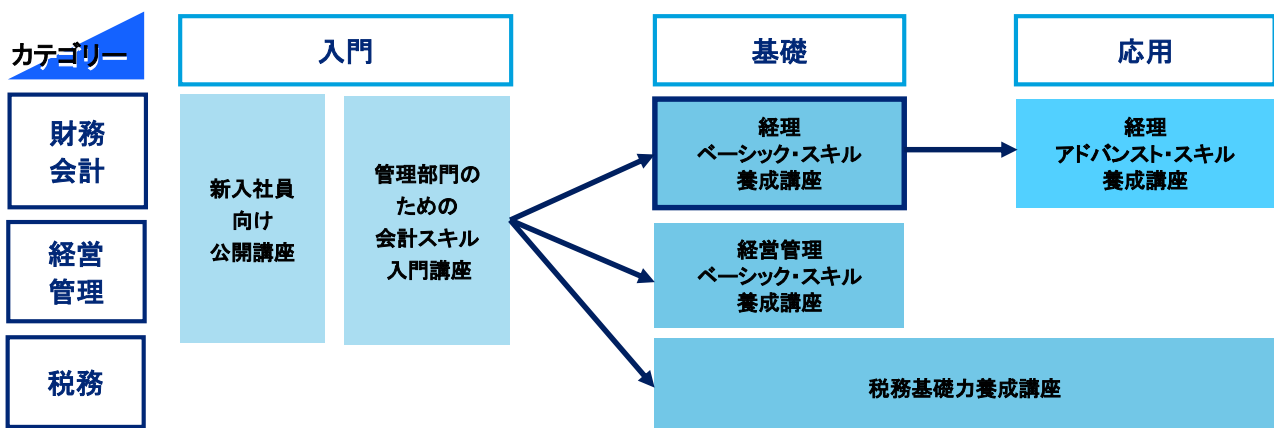 カテゴリー
入門
基礎
応用
財務
会計
経営
管理
税務
新入社員
向け
公開講座
管理部門の
ための
会計スキル
入門講座
経理
ベーシック・スキル
養成講座
経理
アドバンスト・スキル
養成講座
経営管理
ベーシック・スキル
養成講座
税務基礎力養成講座